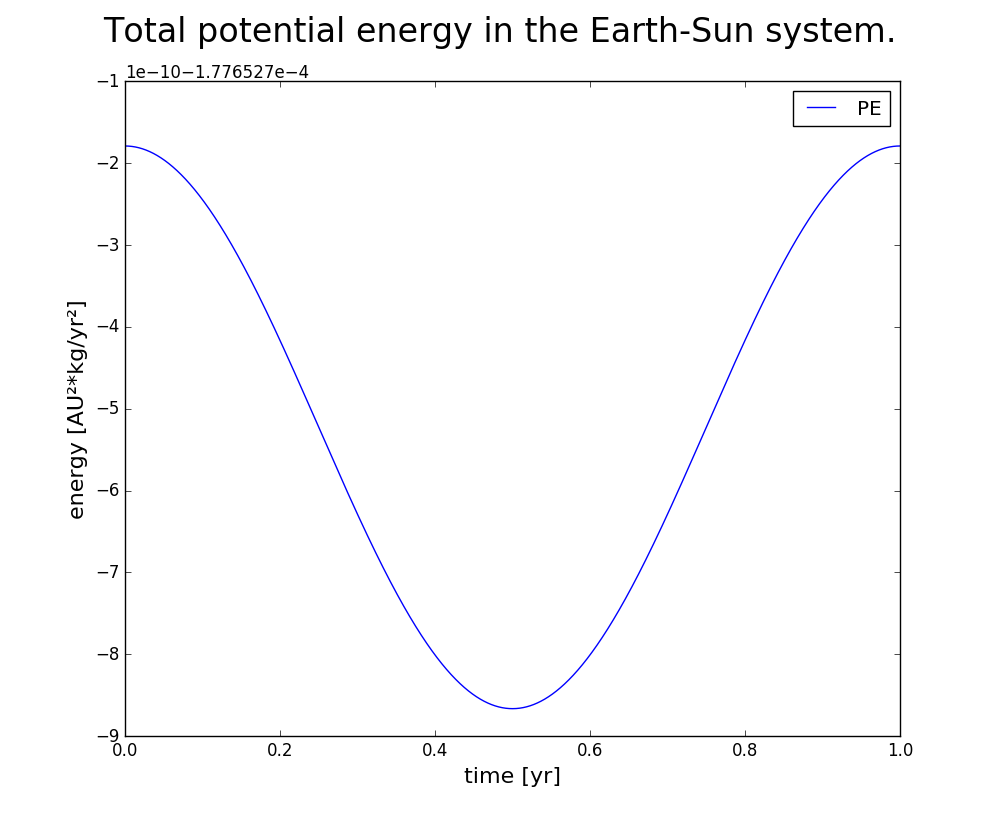 Total potential energy in the Earth-Sun system.
1e−10−1.776527e−4
PE
−1
−2
−3
−4
−5
−6
−7
−8
−9
energy [AU²*kg/yr²]
0.0 0.2 0.4 0.6 0.8 1.0
time [yr]